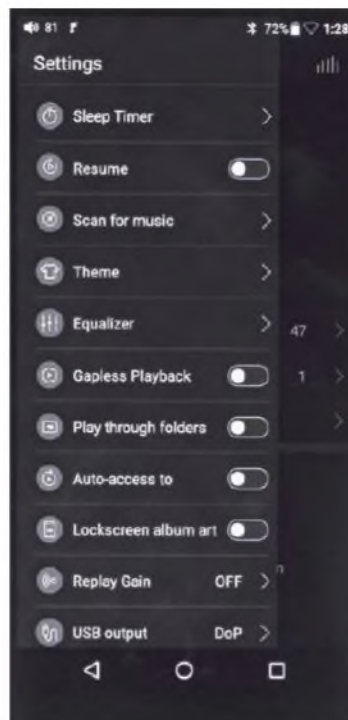 81 72% 1:28
Settings
Sleep Timer
Resume
Scan for music
Theme
Equalizer
47
Gapless Playback
1
Play through folders
Auto-access to
Lockscreen album art
Replay Gain OFF
n
USB output DoP